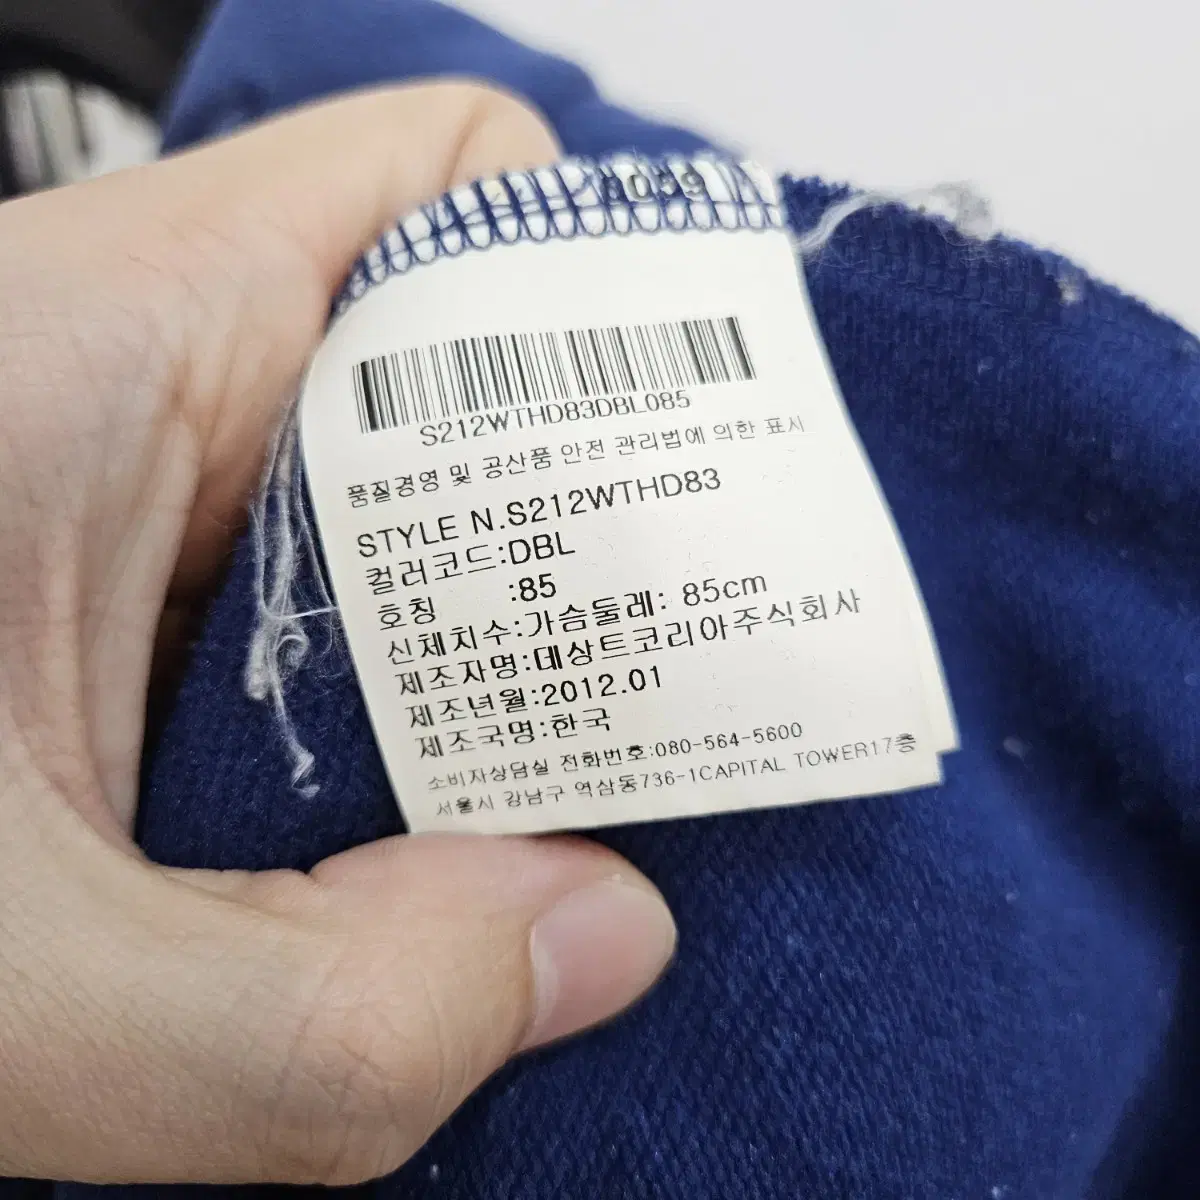 S212WTHD83DBL085
품질경영 및 공산품 안전 관리법에 의한 표시
STYLE N.S212WTHD83
컬러코드:DBL
호칭 :85
신체치수:가슴둘레: 85cm
제조자명:데상트코리아주식회사
제조년월:2012.01
제조국명:한국
소비자상담실 전화번호:080-564-5600
서울시 강남구 역삼동736-1CAPITAL TOWER17층